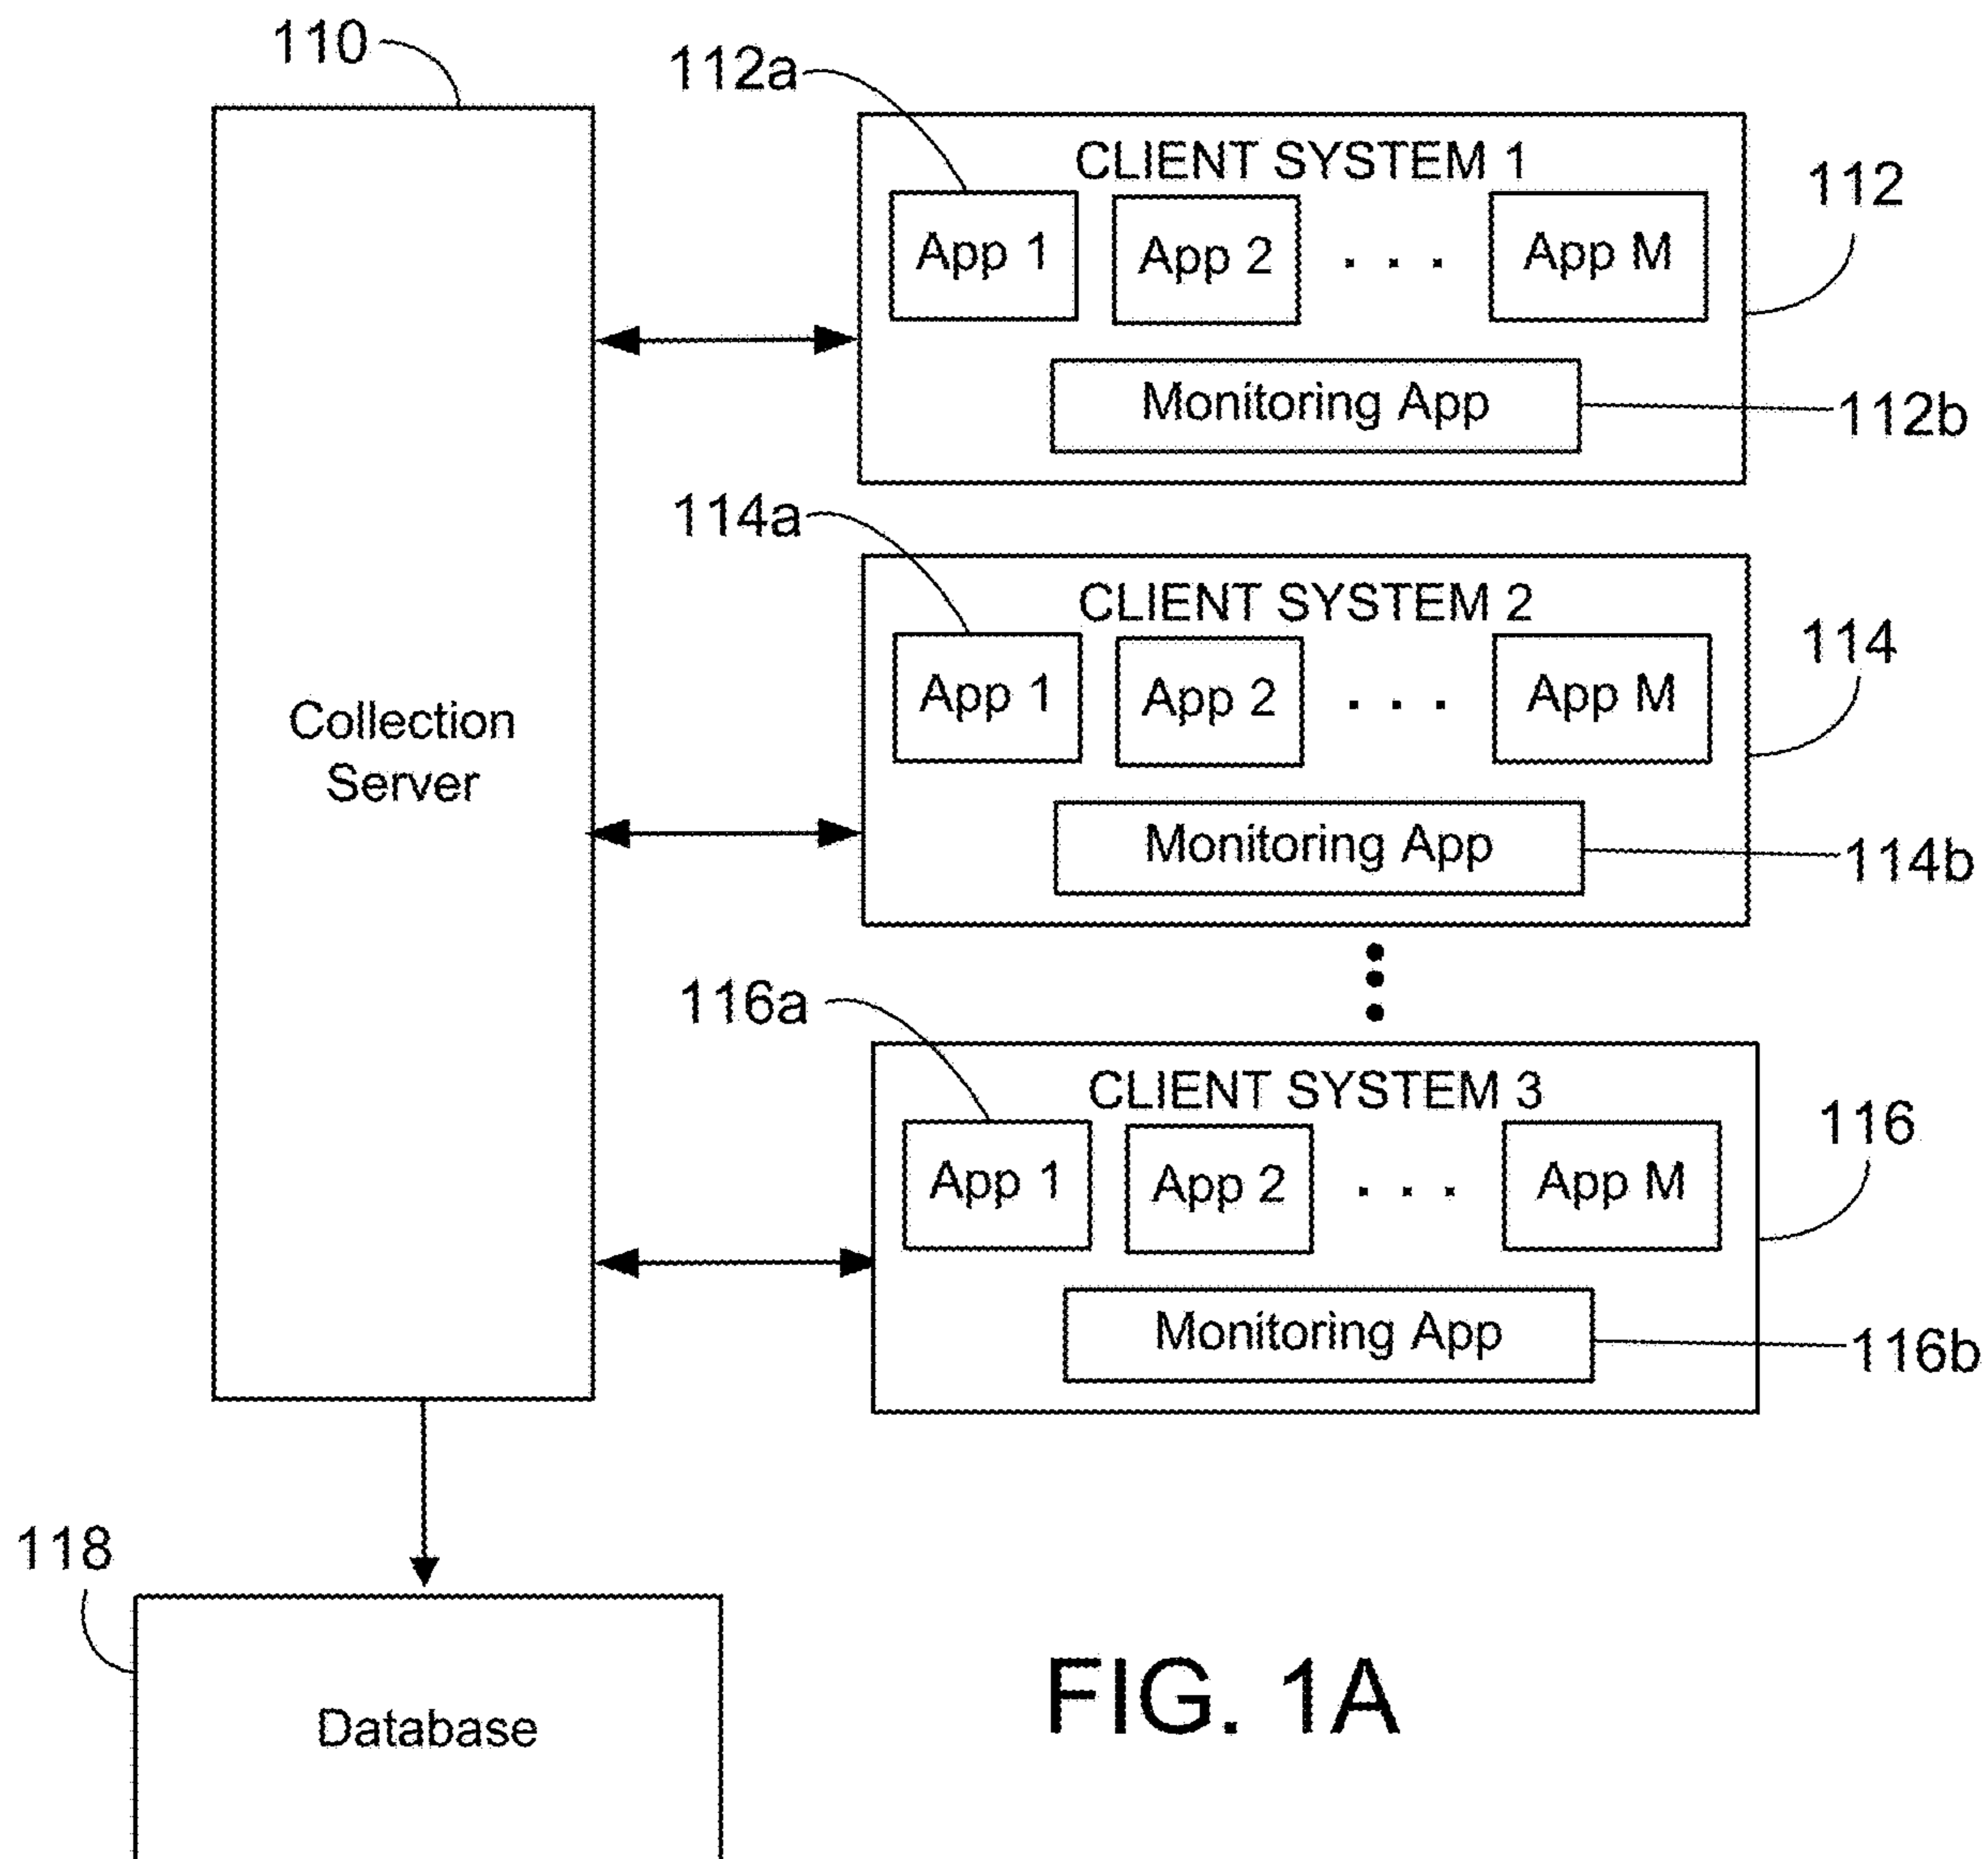 110
112a
CLIENT SYSTEM 1
112
App 1 App 2 . . . App M
Monitoring App
112b
114a
CLIENT SYSTEM 2
114
App 1 App 2 . . . App M
Collection
Server
Monitoring App
114b
116a
CLIENT SYSTEM 3
116
App 1 App 2 . . . App M
Monitoring App
116b
118
Database
FIG. 1A